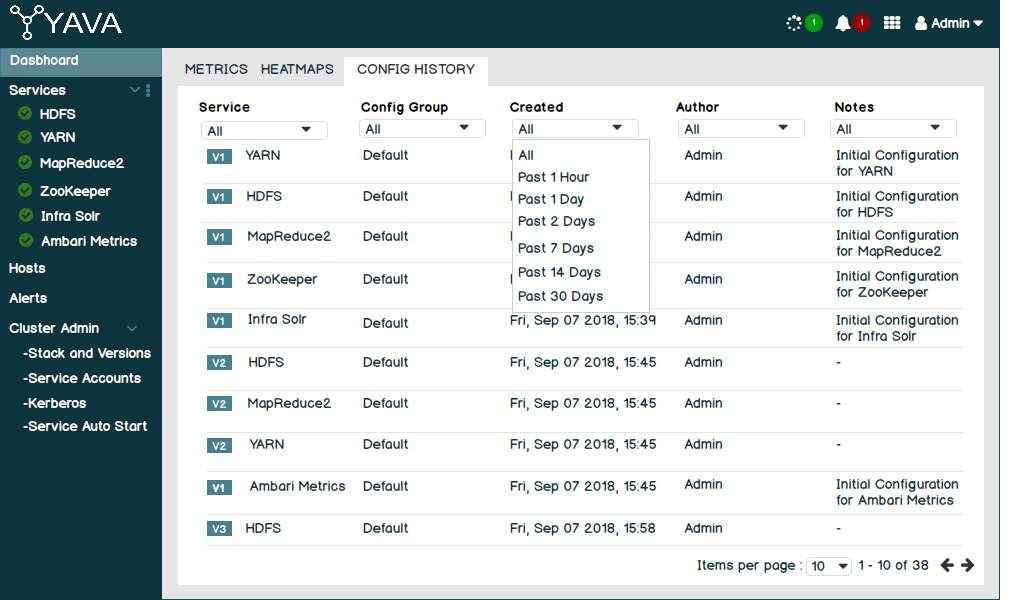 YAVA
1
1
Admin
Dasbhoard
Services
HDFS
YARN
MapReduce2
ZooKeeper
Infra Solr
Ambari Metrics
Hosts
Alerts
Cluster Admin
-Stack and Versions
-Service Accounts
-Kerberos
-Service Auto Start
METRICS HEATMAPS CONFIG HISTORY
Service Config Group Created Author Notes
All All All All All
All
Past 1 Hour
Past 1 Day
Past 2 Days
Past 7 Days
Past 14 Days
Past 30 Days
V1 YARN Default Admin Initial Configuration
for YARN
V1 HDFS Default Admin Initial Configuration
for HDFS
V1 MapReduce2 Default Admin Initial Configuration
for MapReduce2
V1 ZooKeeper Default Admin Initial Configuration
for ZooKeeper
V1 Infra Solr Default Fri, Sep 07 2018, 15:39 Admin Initial Configuration
for Infra Solr
V2 HDFS Default Fri, Sep 07 2018, 15:45 Admin -
V2 MapReduce2 Default Fri, Sep 07 2018, 15:45 Admin -
V2 YARN Default Fri, Sep 07 2018, 15:45 Admin -
V1 Ambari Metrics Default Fri, Sep 07 2018, 15:45 Admin Initial Configuration
for Ambari Metrics
V3 HDFS Default Fri, Sep 07 2018, 15:58 Admin -
Items per page : 10 1 - 10 of 38